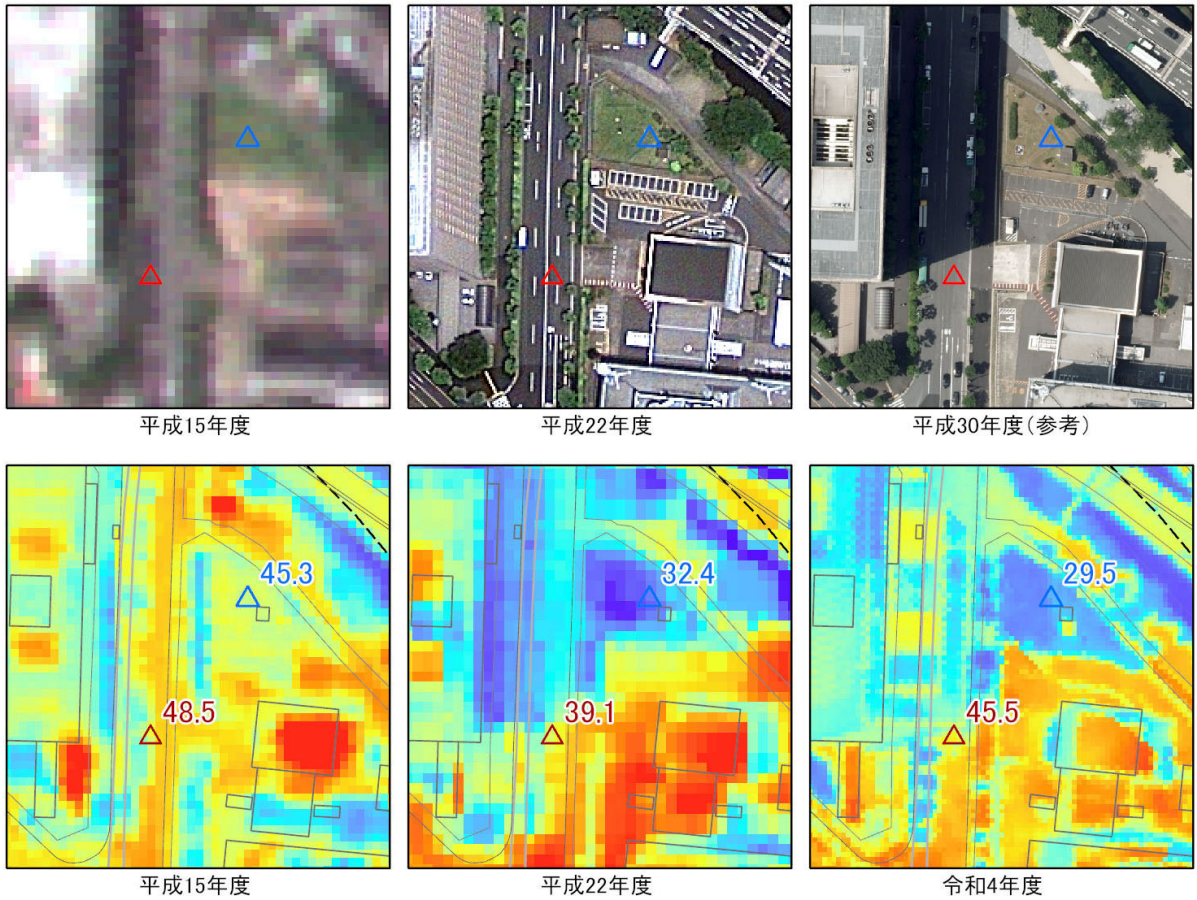 平成15年度
平成22年度
平成30年度(参考)
45.3
48.5
32.4
39.1
29.5
45.5
平成15年度
平成22年度
令和4年度